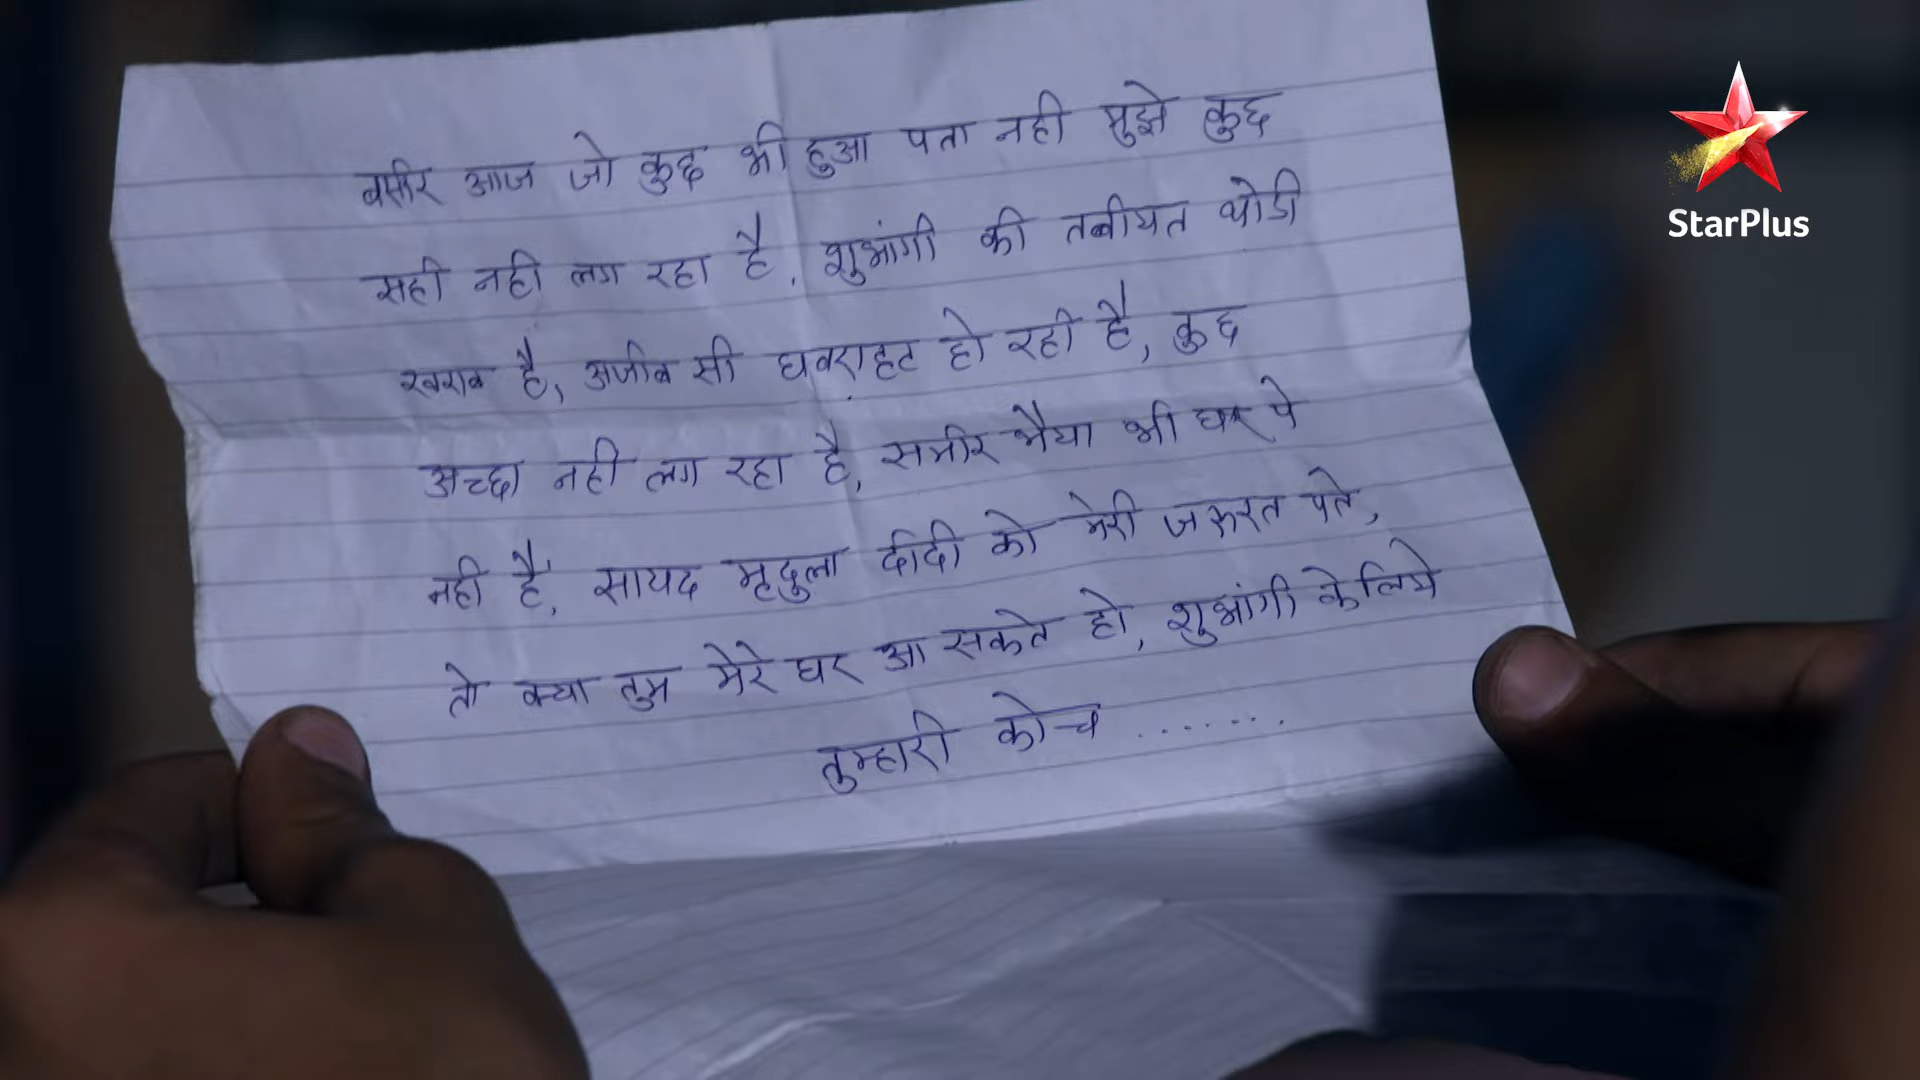 बसीर आज जो कुछ भी हुआ पता नही मुझे कुछ
सही नही लग रहा है, शुभांगी की तबीयत थोडी
खराब है, अजीब सी घबराहट हो रही है, कुछ
अच्छा नही लग रहा है, समीर भैया भी घर पे
नही है, सायद मृदुला दीदी को मेरी जरूरत पते,
तो क्या तुम मेरे घर आ सकते हो, शुभांगी के लिये
तुम्हारी कोच .......
StarPlus